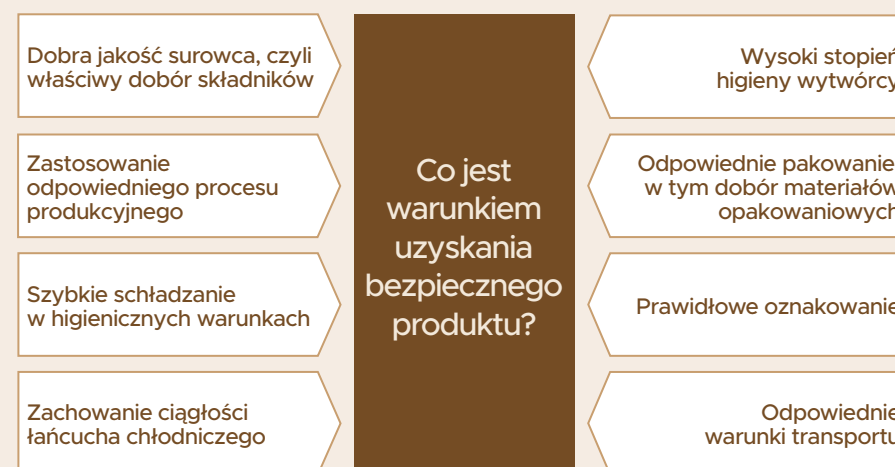 Dobra jakość surowca, czyli
właściwy dobór składników
Zastosowanie
odpowiedniego procesu
produkcyjnego
Szybkie schładzanie
w higienicznych warunkach
Zachowanie ciągłości
łańcucha chłodniczego
Co jest
warunkiem
uzyskania
bezpiecznego
produktu?
Wysoki stopień
higieny wytwórcy
Odpowiednie pakowanie
w tym dobór materiałów
opakowaniowych
Prawidłowe oznakowanie
Odpowiednie
warunki transportu